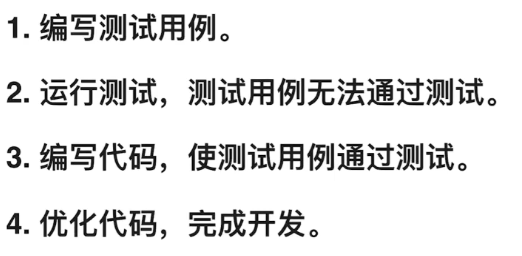 1. 编写测试用例。
2. 运行测试，测试用例无法通过测试。
3. 编写代码，使测试用例通过测试。
4. 优化代码，完成开发。